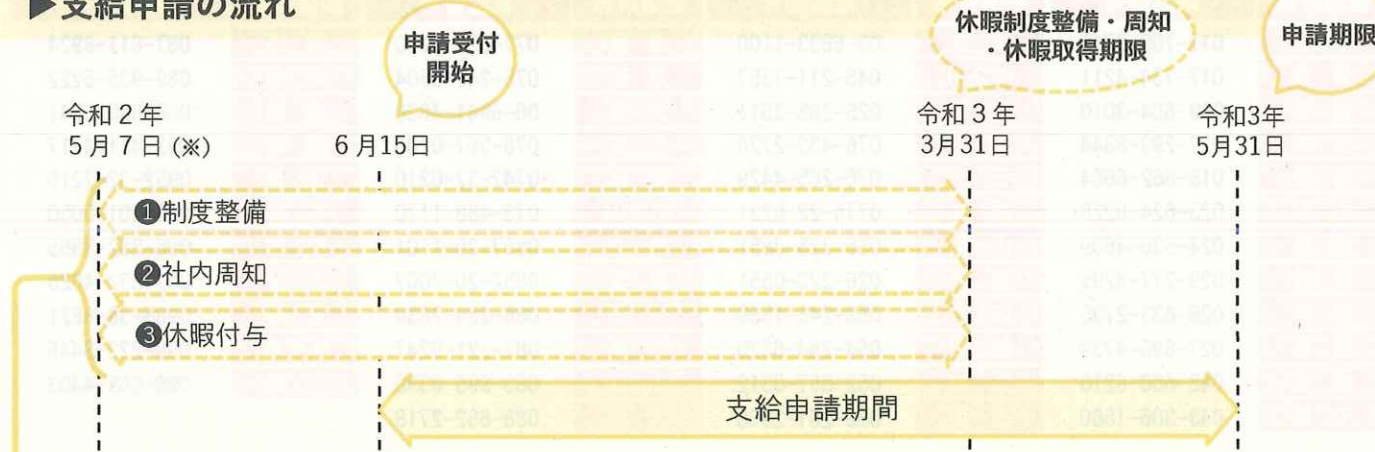 ▶支給申請の流れ
申請受付
開始
休暇制度整備・周知
・休暇取得期限
申請期限
令和2年
5月7日(※)
6月15日
令和3年
3月31日
令和3年
5月31日
❶制度整備
❷社内周知
❸休暇付与
支給申請期間